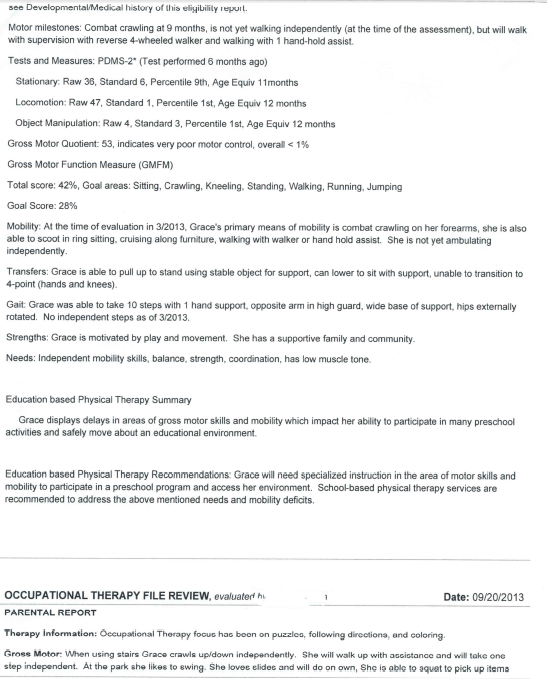 see Developmental/Medical history of this eligibility report.
Motor milestones: Combat crawling at 9 months, is not yet walking independently (at the time of the assessment), but will walk
with supervision with reverse 4-wheeled walker and walking with 1 hand-hold assist.
Tests and Measures: PDMS-2* (Test performed 6 months ago)
Stationary: Raw 36, Standard 6, Percentile 9th, Age Equiv 11months
Locomotion: Raw 47, Standard 1, Percentile 1st, Age Equiv 12 months
Object Manipulation: Raw 4, Standard 3, Percentile 1st, Age Equiv 12 months
Gross Motor Quotient: 53, indicates very poor motor control, overall < 1%
Gross Motor Function Measure (GMFM)
Total score: 42%, Goal areas: Sitting, Crawling, Kneeling, Standing, Walking, Running, Jumping
Goal Score: 28%
Mobility: At the time of evaluation in 3/2013, Grace's primary means of mobility is combat crawling on her forearms, she is also
able to scoot in ring sitting, cruising along furniture, walking with walker or hand hold assist. She is not yet ambulating
independently.
Transfers: Grace is able to pull up to stand using stable object for support, can lower to sit with support, unable to transition to
4-point (hands and knees).
Gait: Grace was able to take 10 steps with 1 hand support, opposite arm in high guard, wide base of support, hips externally
rotated. No independent steps as of 3/2013.
Strengths: Grace is motivated by play and movement. She has a supportive family and community.
Needs: Independent mobility skills, balance, strength, coordination, has low muscle tone.
Education based Physical Therapy Summary
Grace displays delays in areas of gross motor skills and mobility which impact her ability to participate in many preschool
activities and safely move about an educational environment.
Education based Physical Therapy Recommendations: Grace will need specialized instruction in the area of motor skills and
mobility to participate in a preschool program and access her environment. School-based physical therapy services are
recommended to address the above mentioned needs and mobility deficits.
OCCUPATIONAL THERAPY FILE REVIEW, evaluated Date: 09/20/2013
PARENTAL REPORT
Therapy Information: Occupational Therapy focus has been on puzzles, following directions, and coloring.
Gross Motor: When using stairs Grace crawls up/down independently. She will walk up with assistance and will take one
step independent. At the park she likes to swing. She loves slides and will do on own, She is able to squat to pick up items